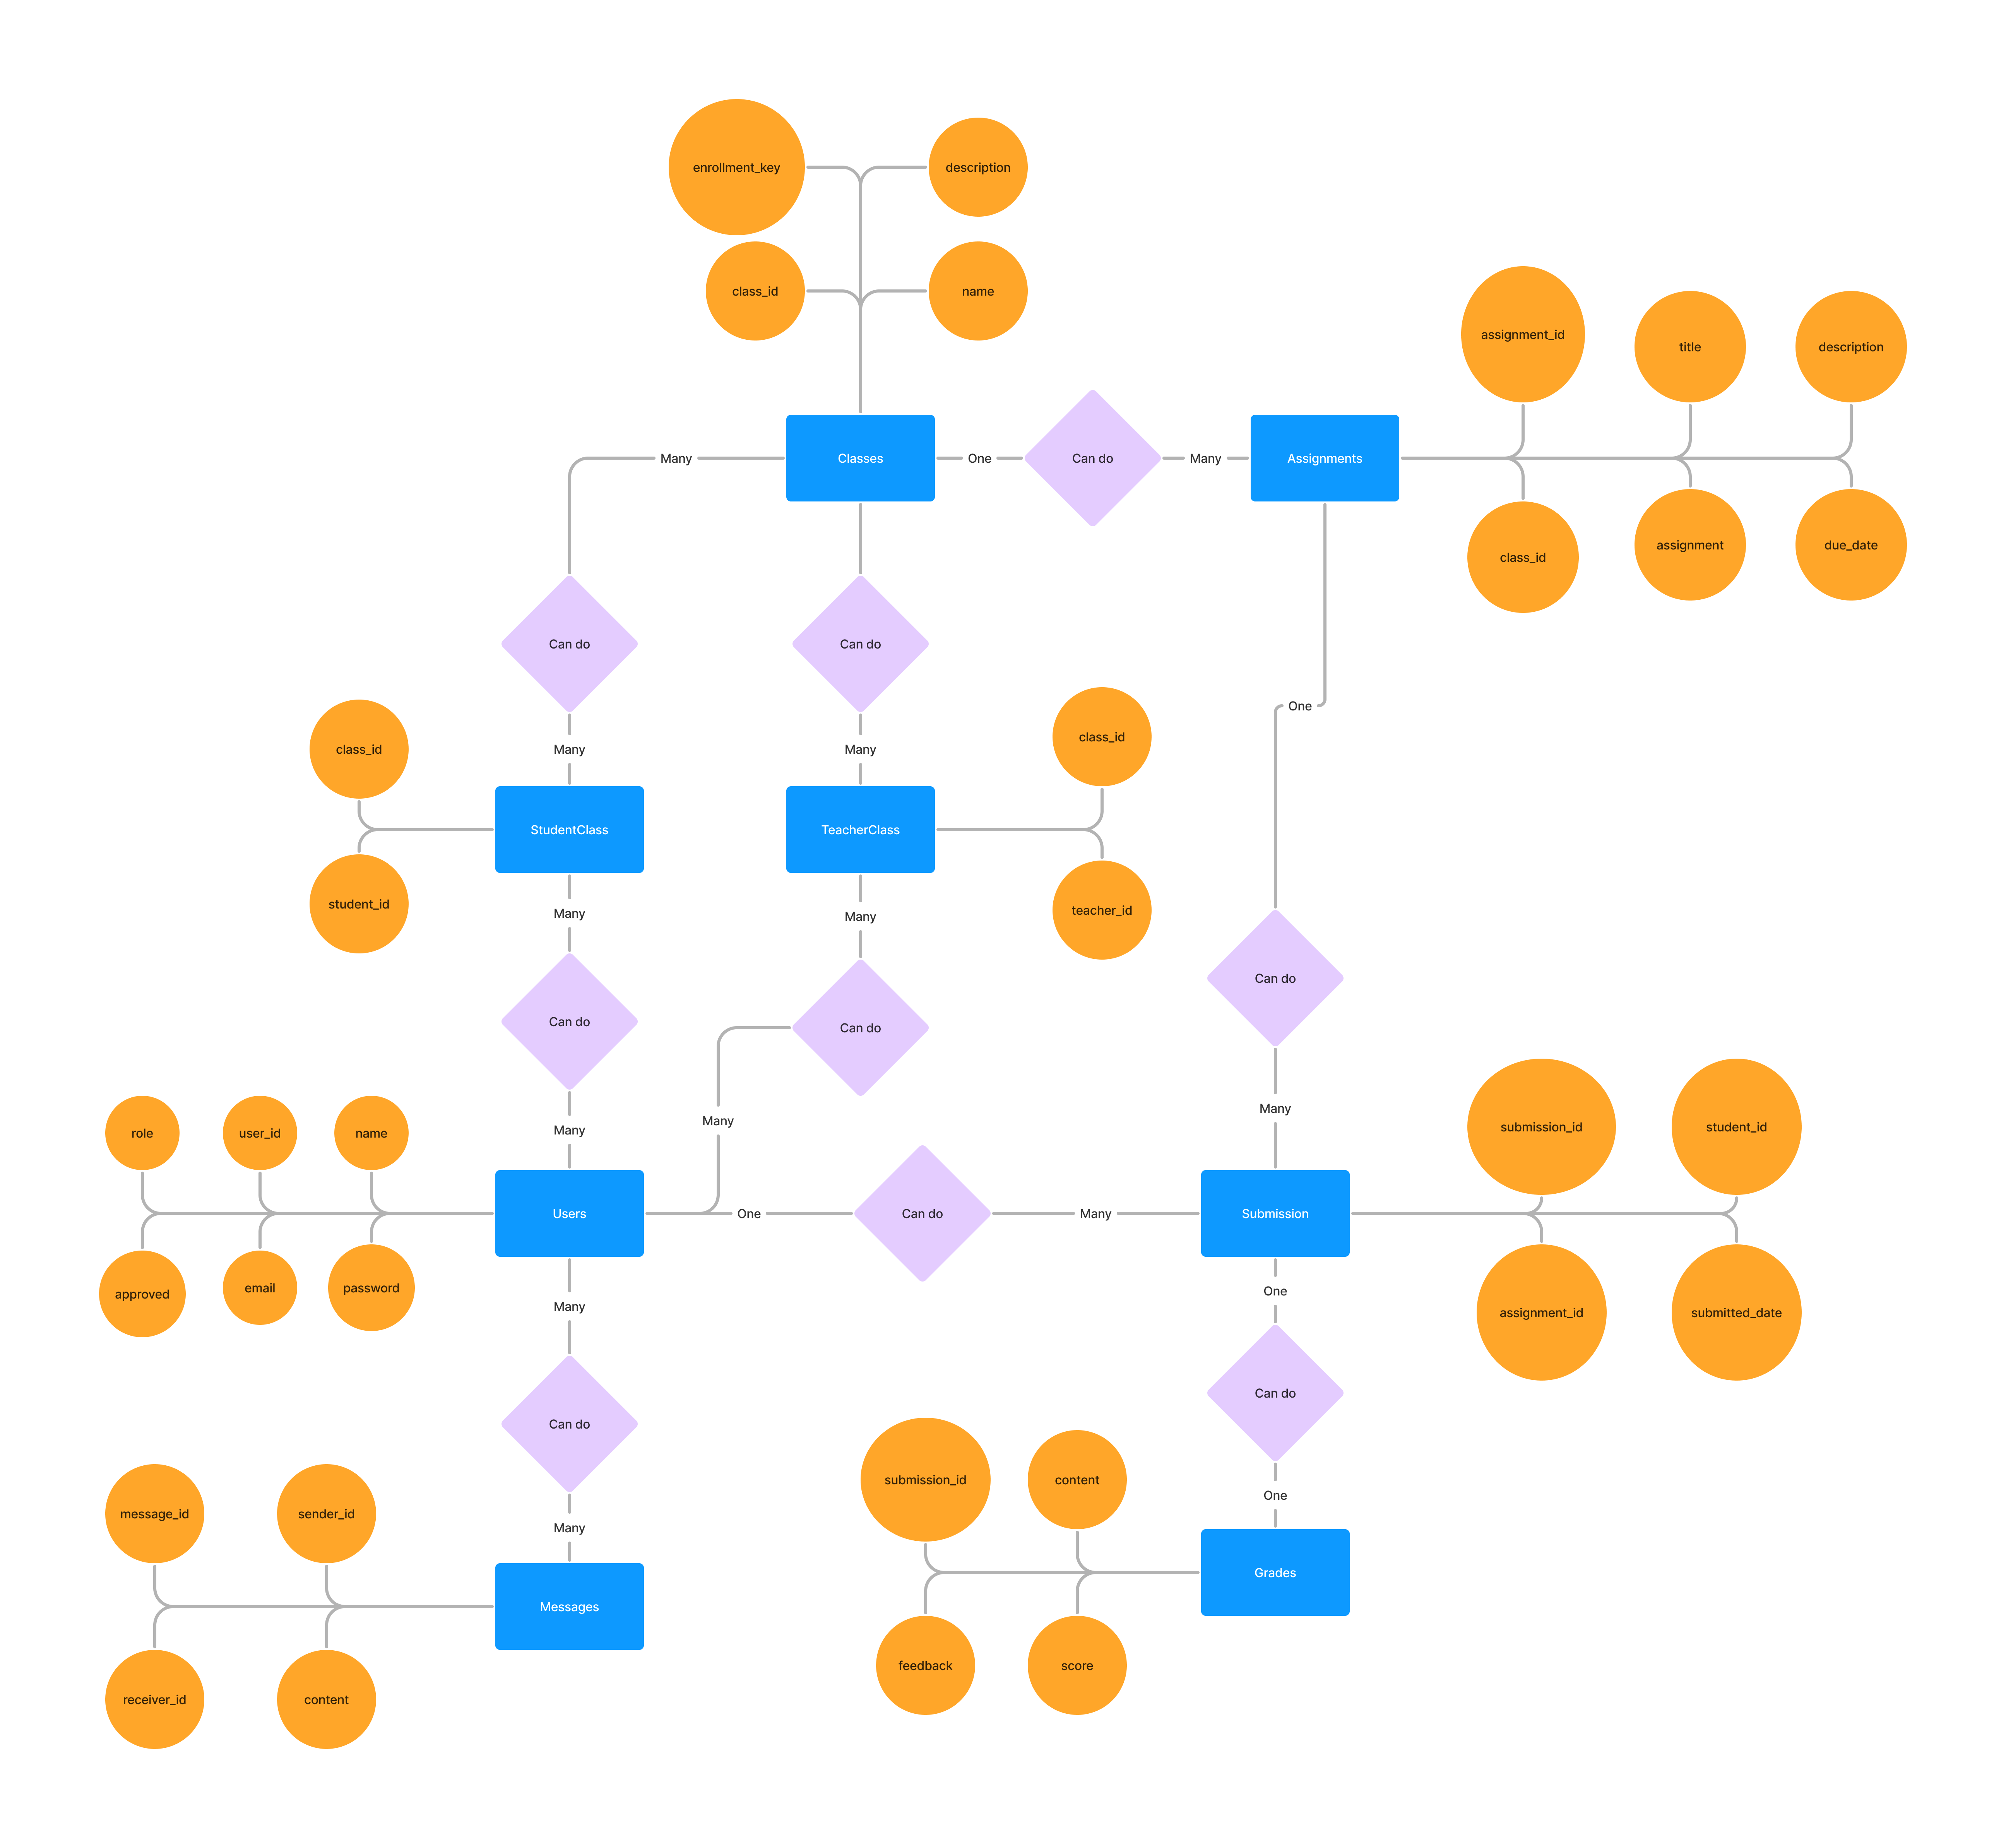 enrollment_key
description
class_id
name
assignment_id
title
description
Many
Classes
One
Can do
Many
Assignments
class_id
assignment
due_date
Can do
Can do
One
class_id
Many
Many
class_id
StudentClass
TeacherClass
student_id
Many
Many
teacher_id
Can do
Can do
Can do
role
user_id
name
Many
Many
Many
submission_id
student_id
Users
One
Can do
Many
Submission
approved
email
password
Many
One
assignment_id
submitted_date
Can do
Can do
message_id
sender_id
Many
submission_id
content
One
Messages
Grades
receiver_id
content
feedback
score